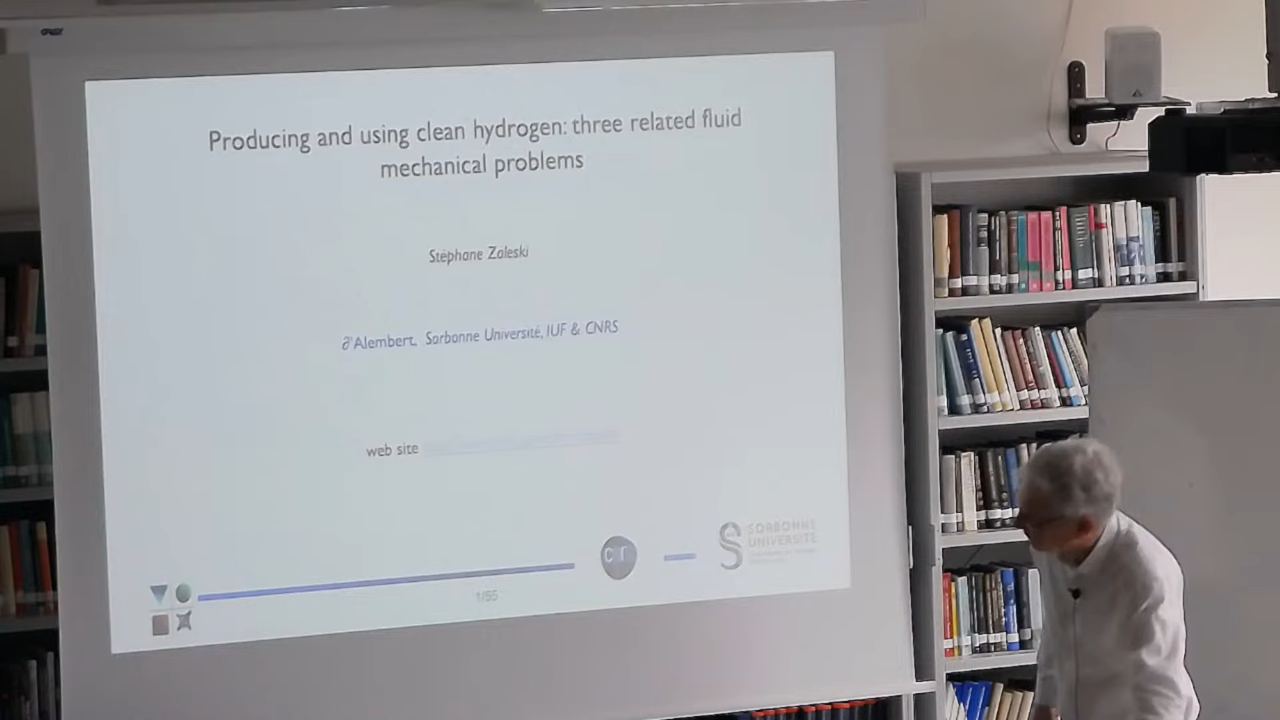 Producing and using clean hydrogen: three related fluid
mechanical problems
Stéphane Zaleski
∂'Alembert, Sorbonne Université, IUF & CNRS
web site
1/55
SORBONNE
UNIVERSITÉ